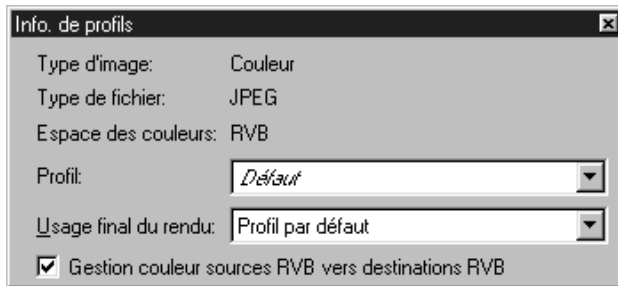 Info. de profils
Type d'image: Couleur
Type de fichier: JPEG
Espace des couleurs: RVB
Profil: Défaut
Usage final du rendu: Profil par défaut
Gestion couleur sources RVB vers destinations RVB